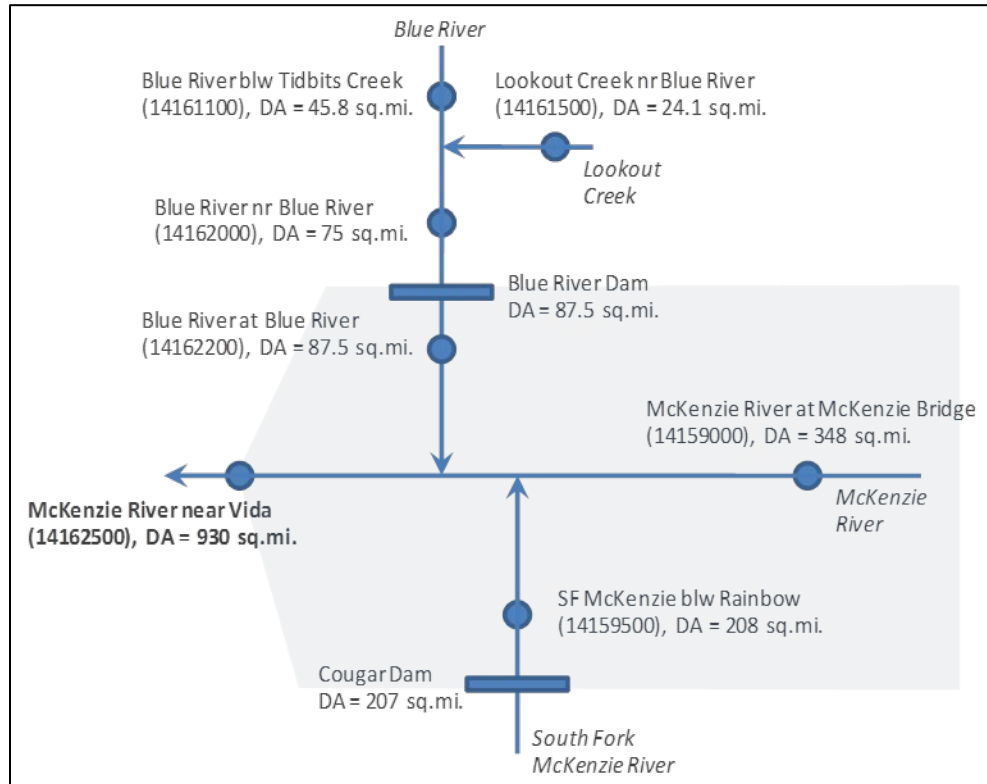 Blue River
Blue River blw Tidbits Creek
(14161100), DA = 45.8 sq.mi.
Lookout Creek nr Blue River
(14161500), DA = 24.1 sq.mi.
Lookout
Creek
Blue River nr Blue River
(14162000), DA = 75 sq.mi.
Blue River Dam
DA = 87.5 sq.mi.
Blue River at Blue River
(14162200), DA = 87.5 sq.mi.
McKenzie River at McKenzie Bridge
(14159000), DA = 348 sq.mi.
McKenzie
River
McKenzie River near Vida
(14162500), DA = 930 sq.mi.
SF McKenzie blw Rainbow
(14159500), DA = 208 sq.mi.
Cougar Dam
DA = 207 sq.mi.
South Fork
McKenzie River